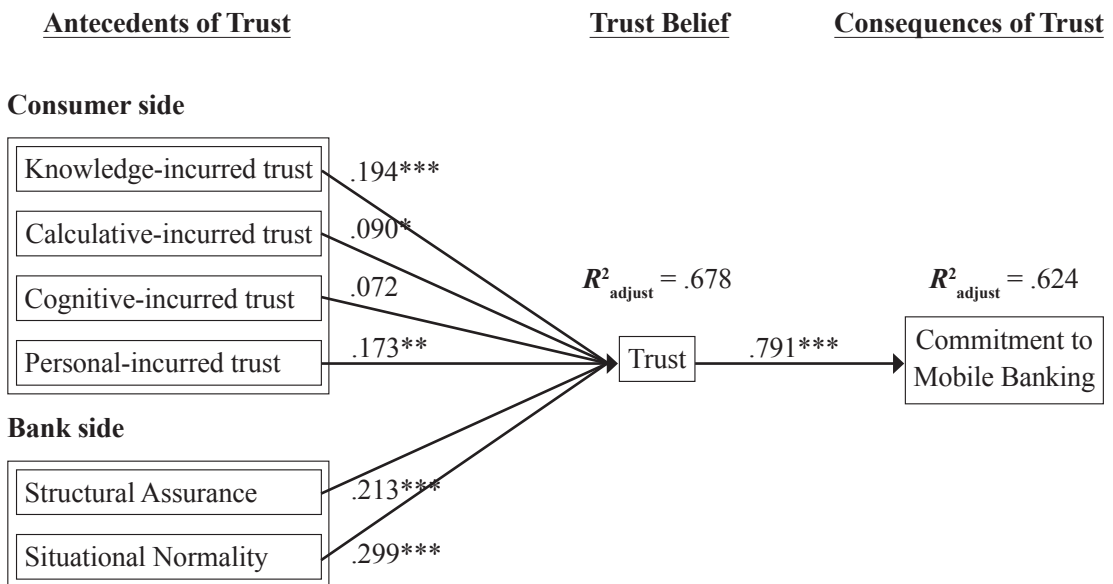 Antecedents of Trust
Trust Belief
Consequences of Trust
Consumer side
Knowledge-incurred trust
.194***
Calculative-incurred trust
.090*
Cognitive-incurred trust
.072
Personal-incurred trust
.173**
R²adjust = .678
Trust
.791***
R²adjust = .624
Commitment to
Mobile Banking
Bank side
Structural Assurance
.213***
Situational Normality
.299***